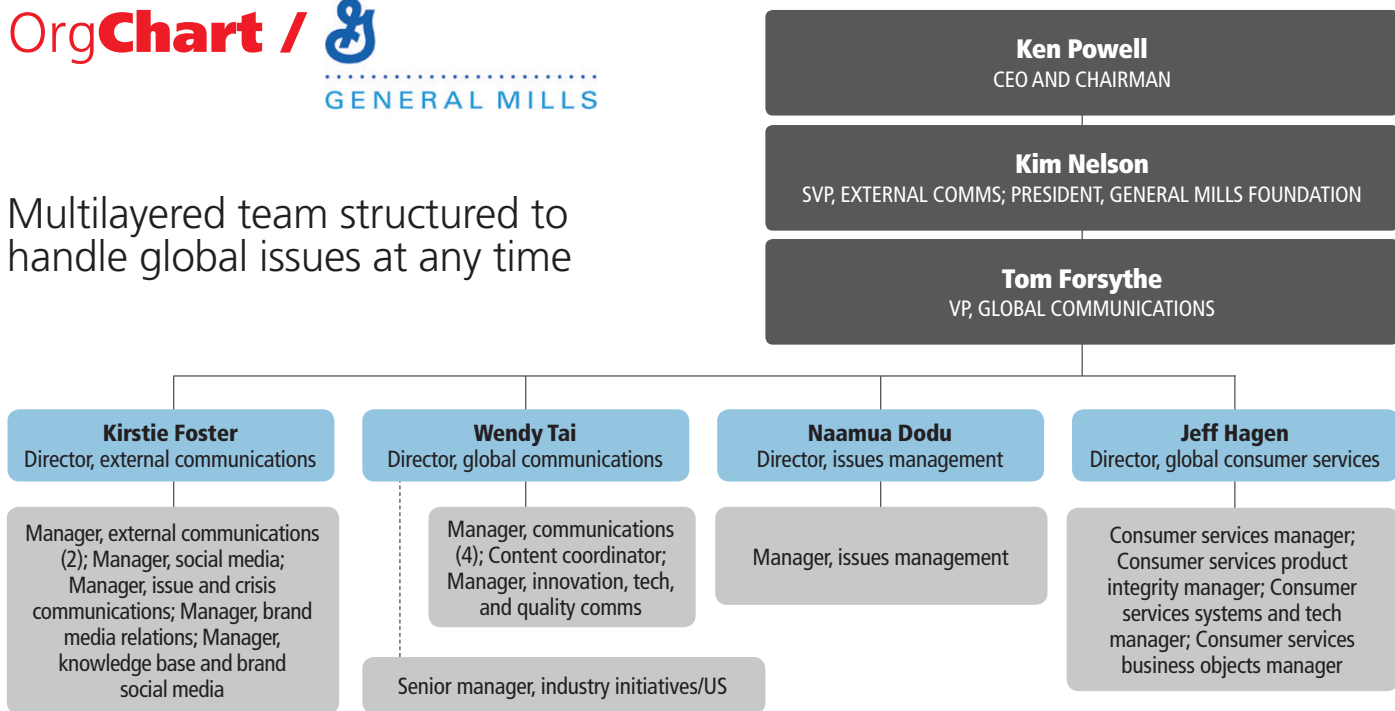 OrgChart / G
GENERAL MILLS
Multilayered team structured to
handle global issues at any time
Ken Powell
CEO AND CHAIRMAN
Kim Nelson
SVP, EXTERNAL COMMS; PRESIDENT, GENERAL MILLS FOUNDATION
Tom Forsythe
VP, GLOBAL COMMUNICATIONS
Kirstie Foster
Director, external communications
Manager, external communications
(2); Manager, social media;
Manager, issue and crisis
communications; Manager, brand
media relations; Manager,
knowledge base and brand
social media
Wendy Tai
Director, global communications
Manager, communications
(4); Content coordinator;
Manager, innovation, tech,
and quality comms
Senior manager, industry initiatives/US
Naamua Dodu
Director, issues management
Manager, issues management
Jeff Hagen
Director, global consumer services
Consumer services manager;
Consumer services product
integrity manager; Consumer
services systems and tech
manager; Consumer services
business objects manager